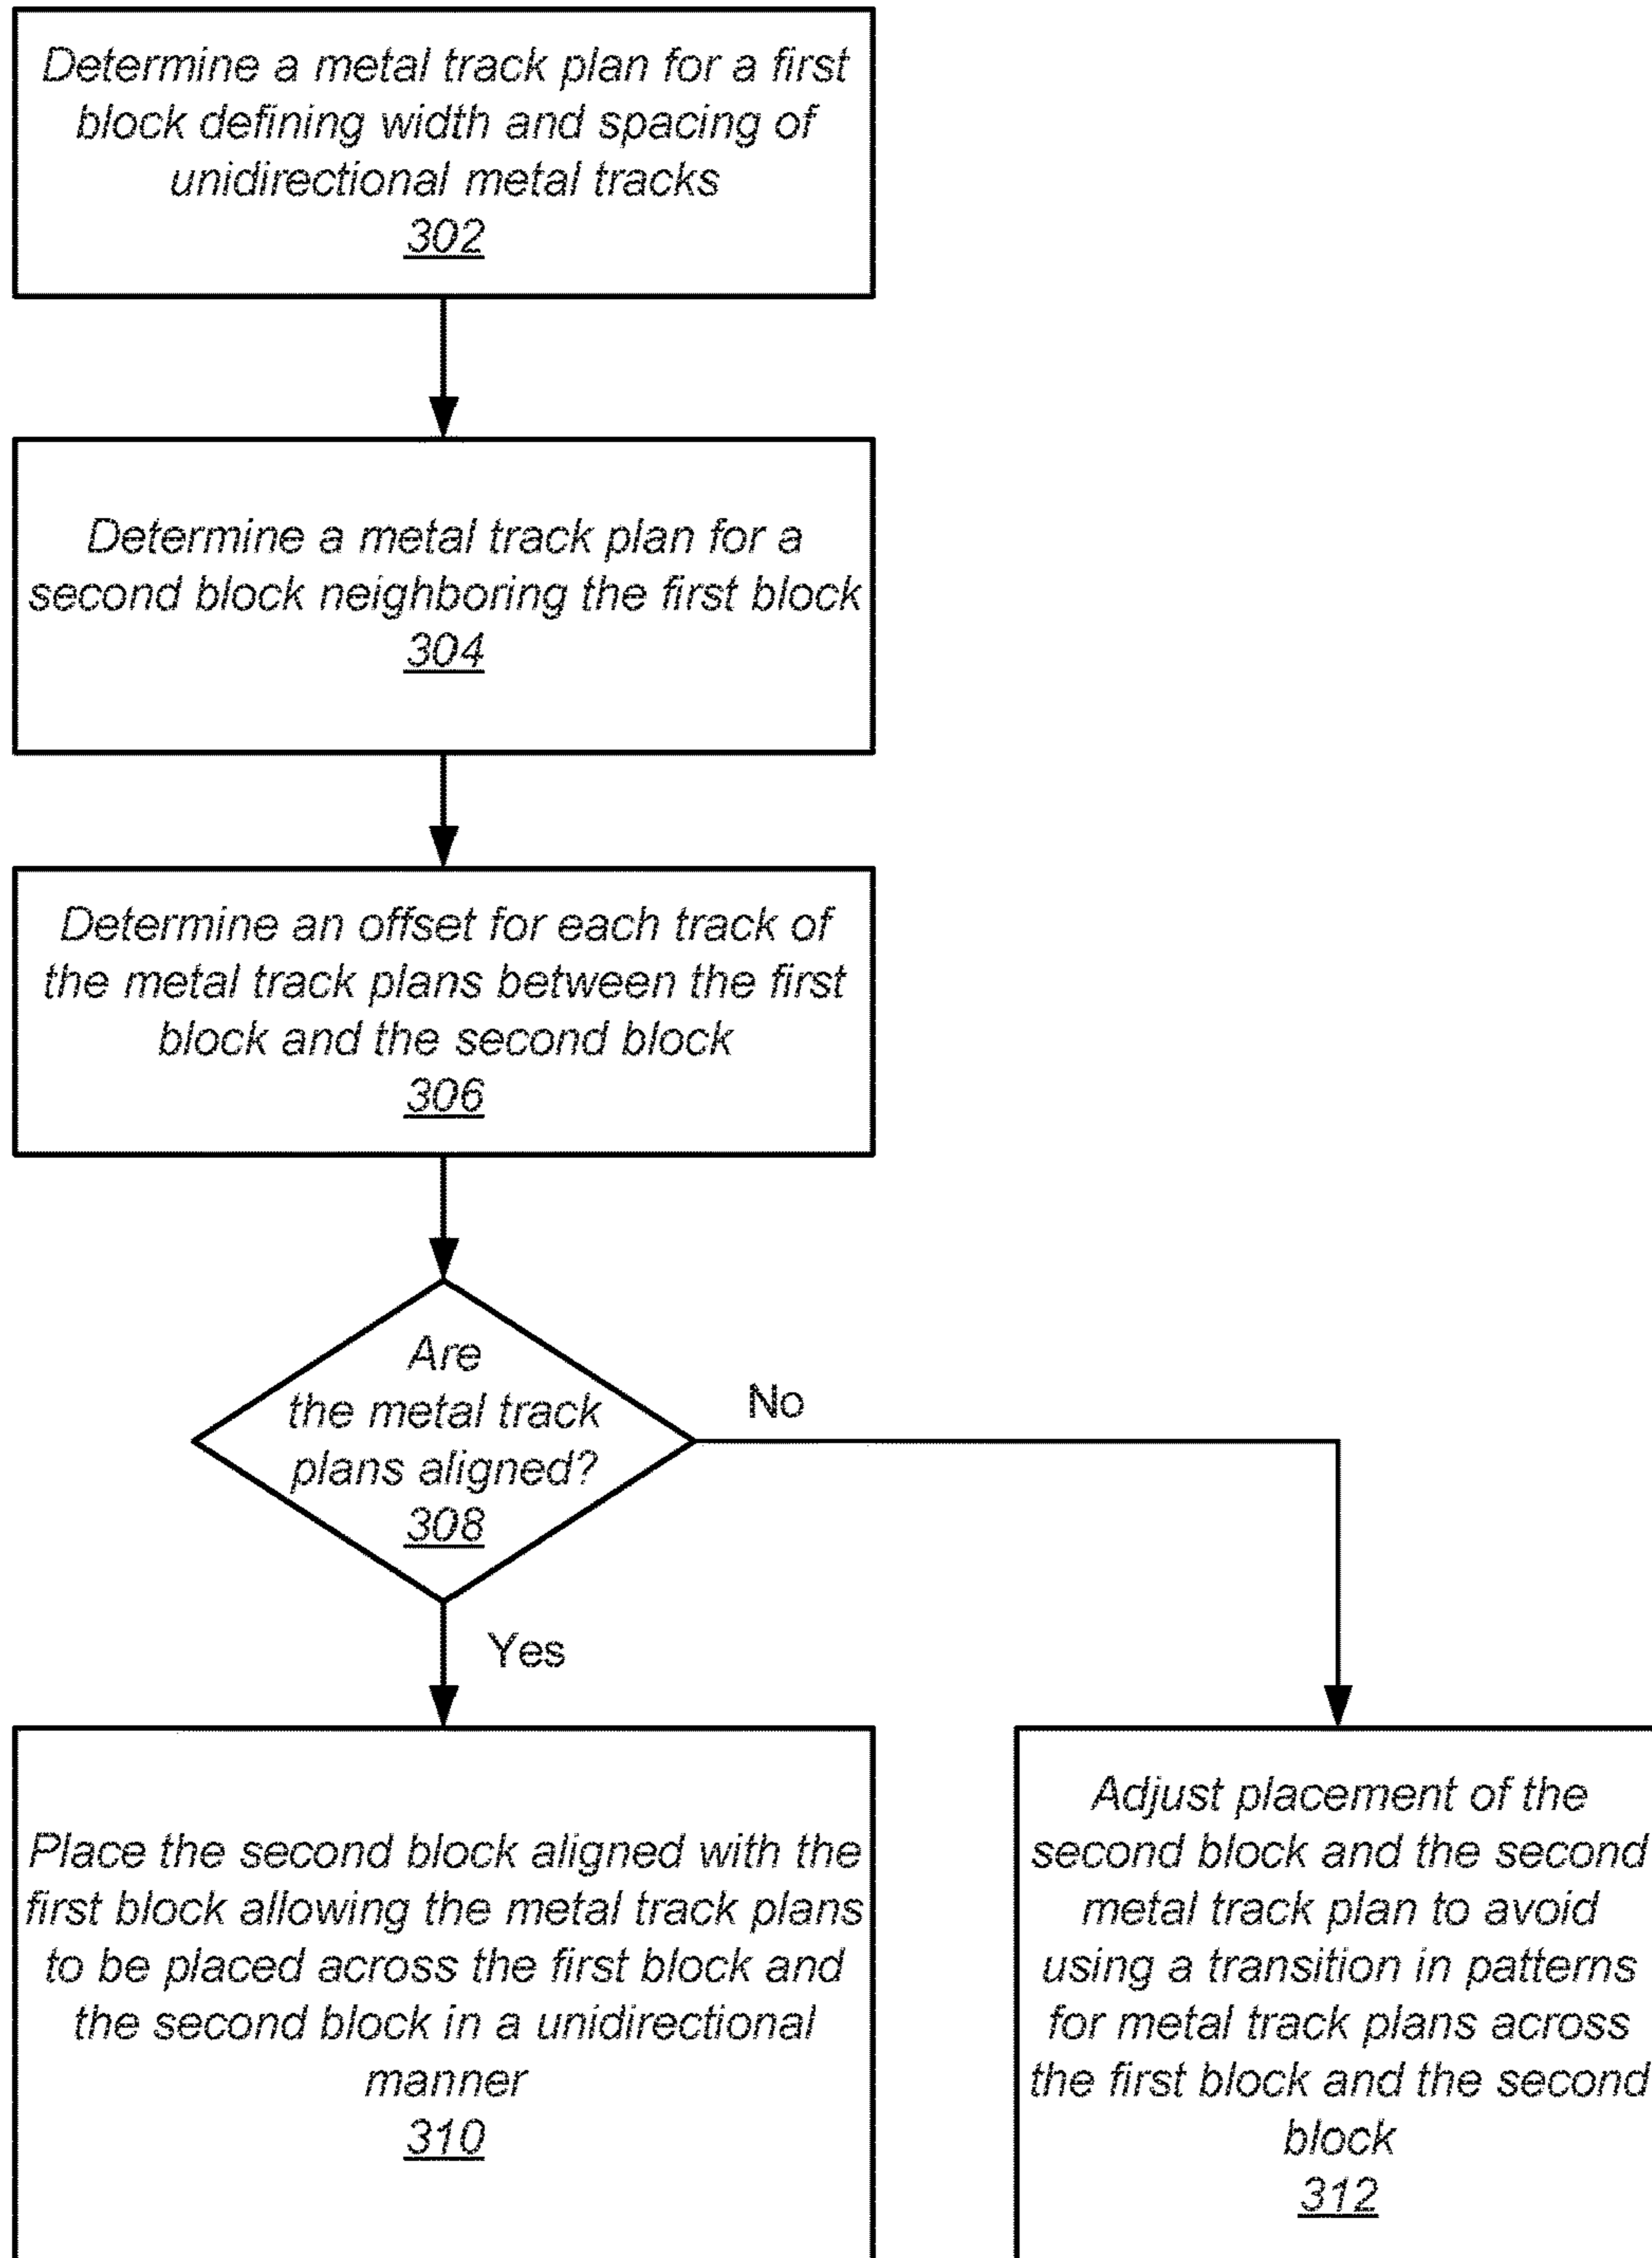 Determine a metal track plan for a first
block defining width and spacing of
unidirectional metal tracks
302
Determine a metal track plan for a
second block neighboring the first block
304
Determine an offset for each track of
the metal track plans between the first
block and the second block
306
Are
the metal track
plans aligned?
308
No
Yes
Place the second block aligned with the
first block allowing the metal track plans
to be placed across the first block and
the second block in a unidirectional
manner
310
Adjust placement of the
second block and the second
metal track plan to avoid
using a transition in patterns
for metal track plans across
the first block and the second
block
312